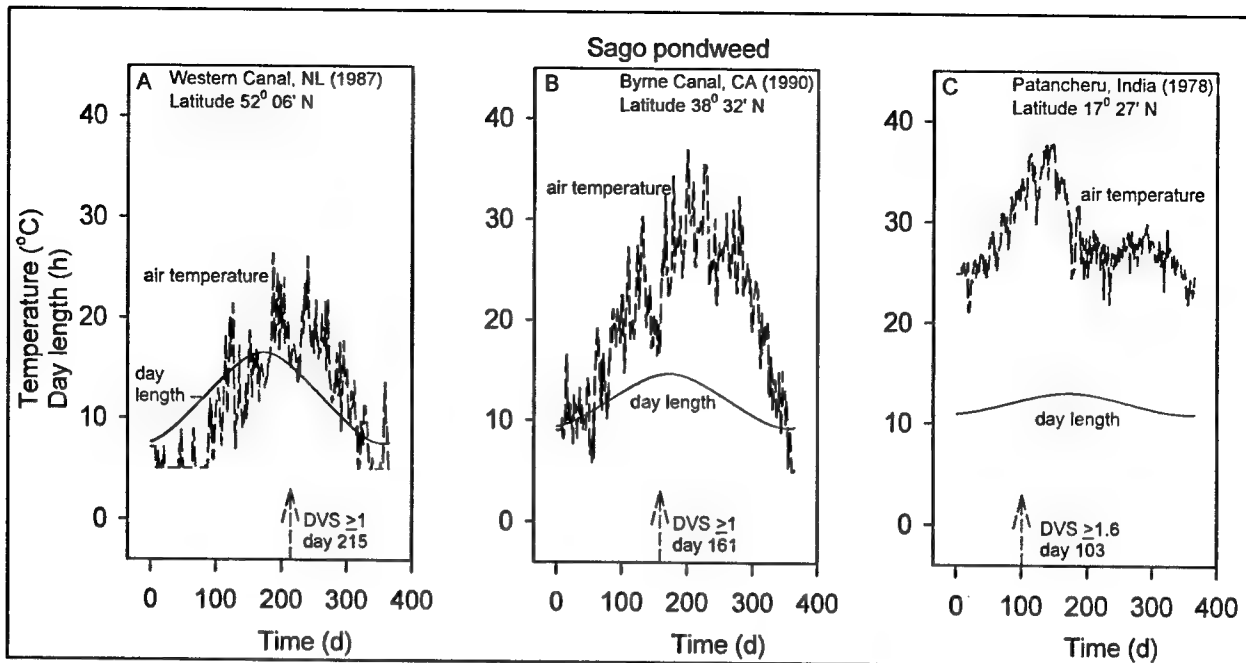 Sago pondweed
A
Western Canal, NL (1987)
Latitude 52⁰ 06' N
B
Byrne Canal, CA (1990)
Latitude 38⁰ 32' N
C
Patancheru, India (1978)
Latitude 17⁰ 27' N
Temperature (⁰C)
Day length (h)
40
30
20
10
0
air temperature
day
length
DVS ≥1
day 215
0 100 200 300 400
Time (d)
40
30
20
10
0
air temperature
day length
DVS ≥1
day 161
0 100 200 300 400
Time (d)
40
30
20
10
0
air temperature
day length
DVS ≥1.6
day 103
0 100 200 300 400
Time (d)